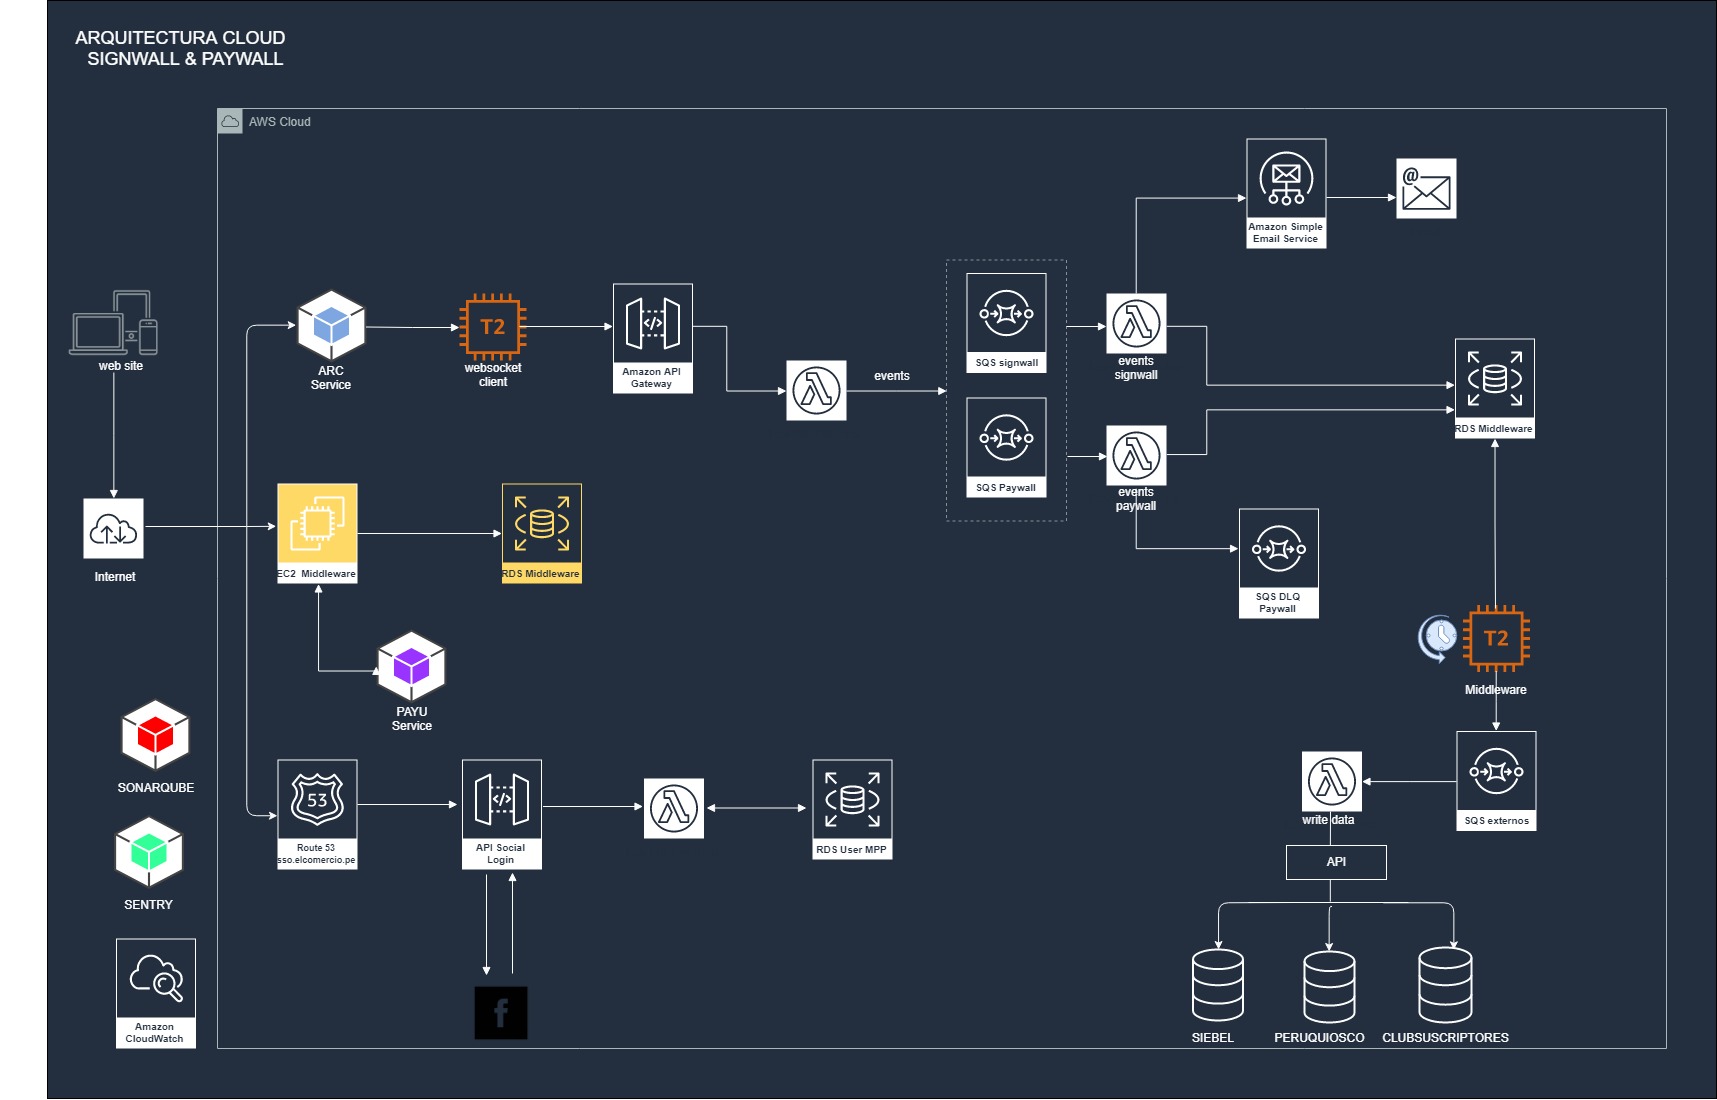 ARQUITECTURA CLOUD
SIGNWALL & PAYWALL
AWS Cloud
Amazon Simple
Email Service
@
web site
ARC
Service
T2
websocket
client
Amazon API
Gateway
events
SQS signwall
SQS Paywall
events
signwall
events
paywall
RDS Middleware
Internet
EC2 Middleware
RDS Middleware
SQS DLQ
Paywall
T2
Middleware
PAYU
Service
SONARQUBE
SENTRY
Amazon
CloudWatch
53
Route 53
sso.elcomercio.pe
API Social
Login
RDS User MPP
f
SQS externos
write data
API
SIEBEL
PERUQUIOSCO
CLUBSUSCRIPTORES